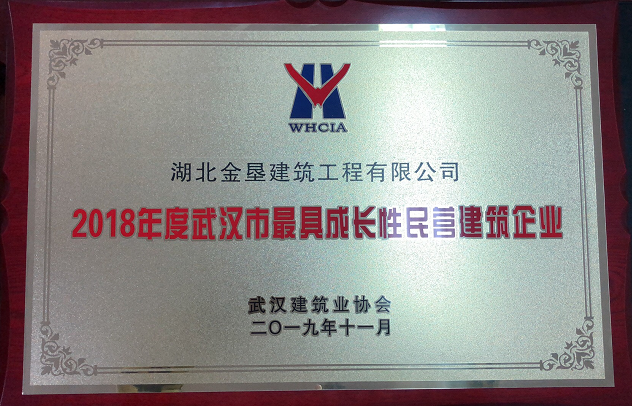 WHCIA
湖北金垦建筑工程有限公司
2018年度武汉市最具成长性民营建筑企业
武汉建筑业协会
二〇一九年十一月